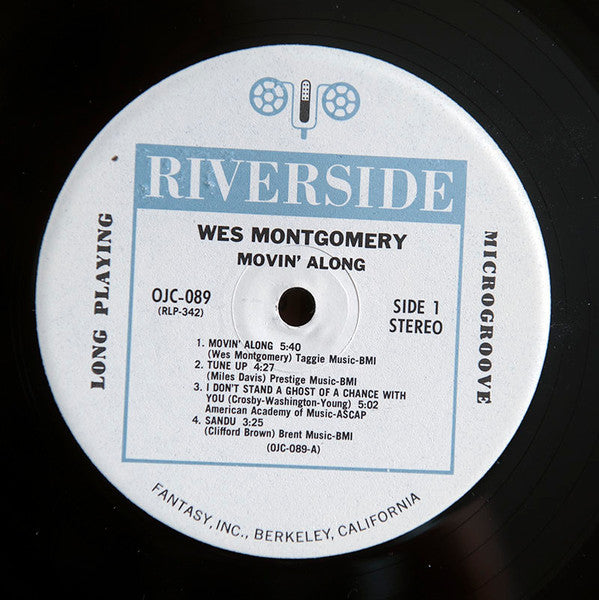 RIVERSIDE
WES MONTGOMERY
MOVIN' ALONG
OJC-089
(RLP-342)
SIDE 1
STEREO
1. MOVIN' ALONG 5:40
(Wes Montgomery) Taggie Music-BMI
2. TUNE UP 4:27
(Miles Davis) Prestige Music-BMI
3. I DON'T STAND A GHOST OF A CHANCE WITH
YOU (Crosby-Washington-Young) 5:02
American Academy of Music-ASCAP
4. SANDU 3:25
(Clifford Brown) Brent Music-BMI
(OJC-089-A)
LONG PLAYING
MICROGROOVE
FANTASY, INC., BERKELEY, CALIFORNIA